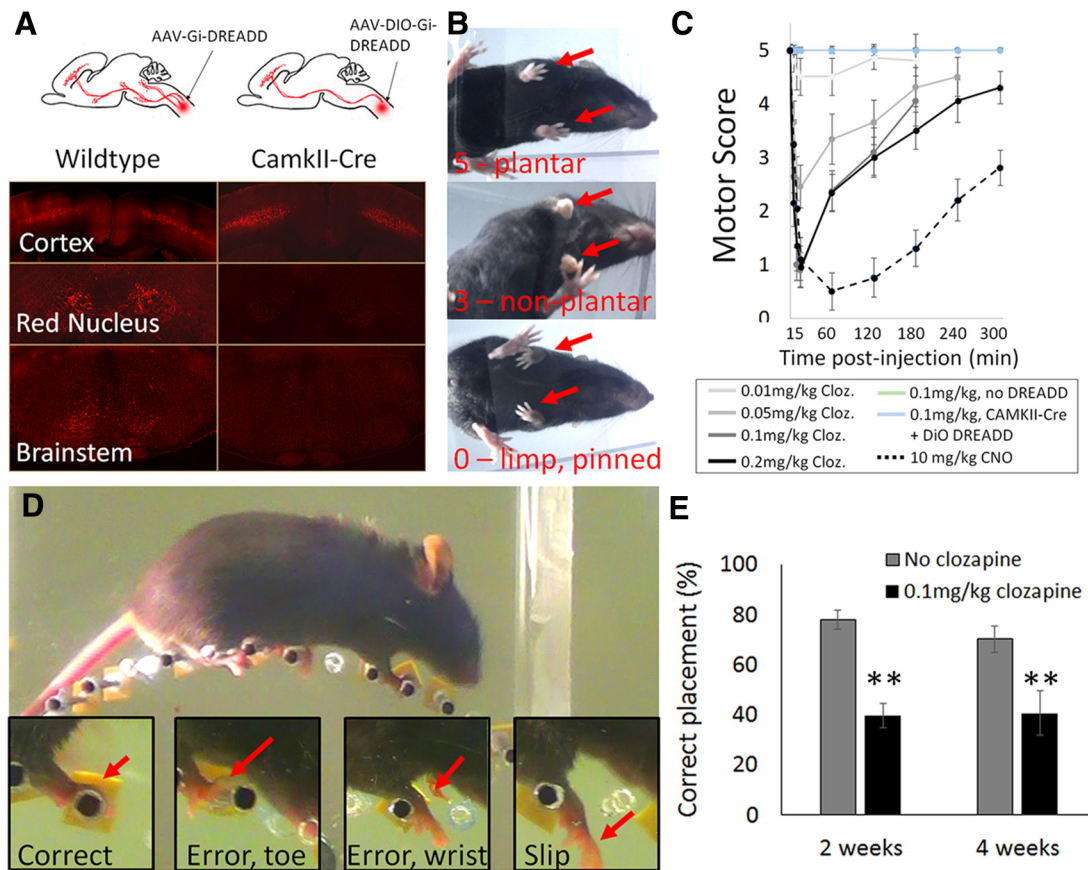 A
AAV-Gi-DREADD
AAV-DIO-Gi-
DREADD
Wildtype
CamkII-Cre
Cortex
Red Nucleus
Brainstem
B
5 - plantar
3 – non-plantar
0 – limp, pinned
C
Motor Score
5
4
3
2
1
0
15 60 120 180 240 300
Time post-injection (min)
0.01mg/kg Cloz.
0.05mg/kg Cloz.
0.1mg/kg Cloz.
0.2mg/kg Cloz.
0.1mg/kg, no DREADD
0.1mg/kg, CAMKII-Cre
+ DiO DREADD
10 mg/kg CNO
D
Correct
Error, toe
Error, wrist
Slip
E
Correct placement (%)
100
80
60
40
20
0
No clozapine
0.1mg/kg clozapine
**
**
2 weeks
4 weeks